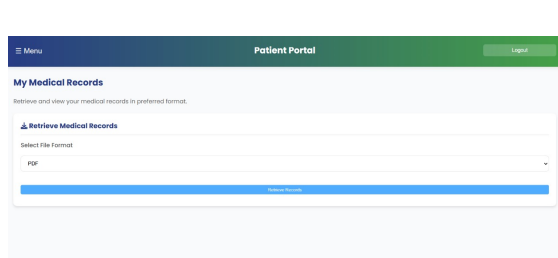 ☰ Menu
Patient Portal
Logout
My Medical Records
Retrieve and view your medical records in preferred format.
Retrieve Medical Records
Select File Format
PDF
Retrieve Records